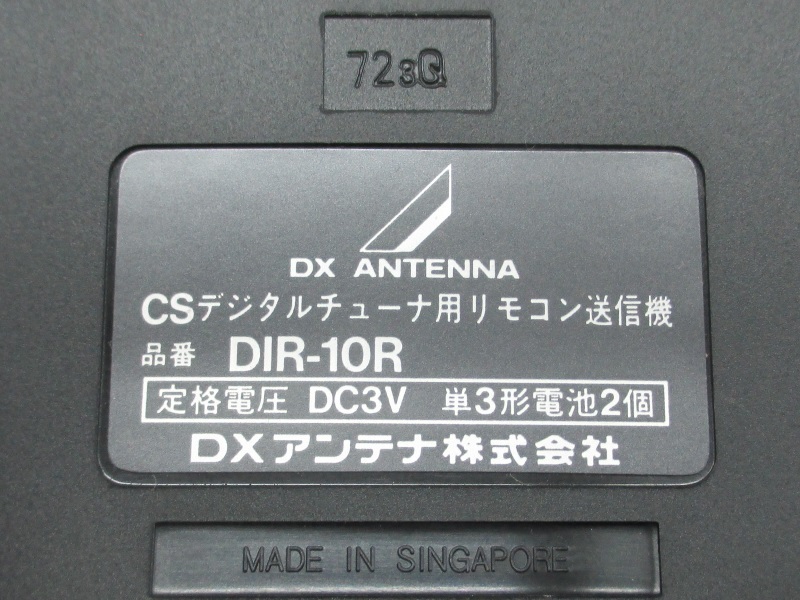 723Q
DX ANTENNA
CSデジタルチューナ用リモコン送信機
品番 DIR-10R
定格電圧 DC3V 単3形電池2個
DXアンテナ株式会社
MADE IN SINGAPORE